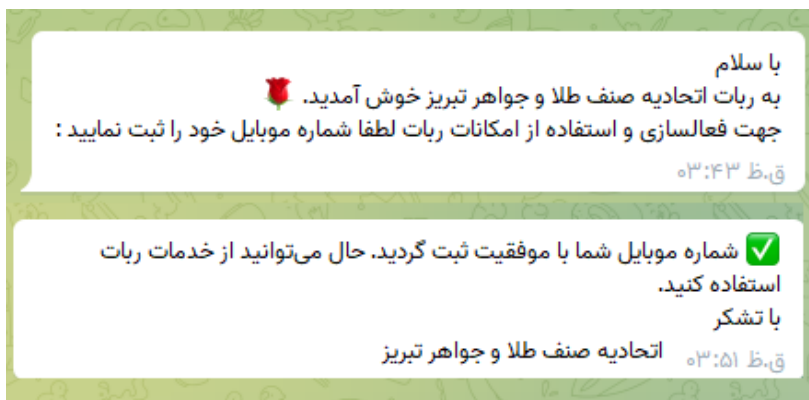 با سلام
به ربات اتحادیه صنف طلا و جواهر تبریز خوش آمدید. 🌹
جهت فعالسازی و استفاده از امکانات ربات لطفا شماره موبایل خود را ثبت نمایید :
۰۳:۴۳ ق.ظ
✅ شماره موبایل شما با موفقیت ثبت گردید. حال می‌توانید از خدمات ربات
استفاده کنید.
با تشکر
اتحادیه صنف طلا و جواهر تبریز
۰۳:۵۱ ق.ظ